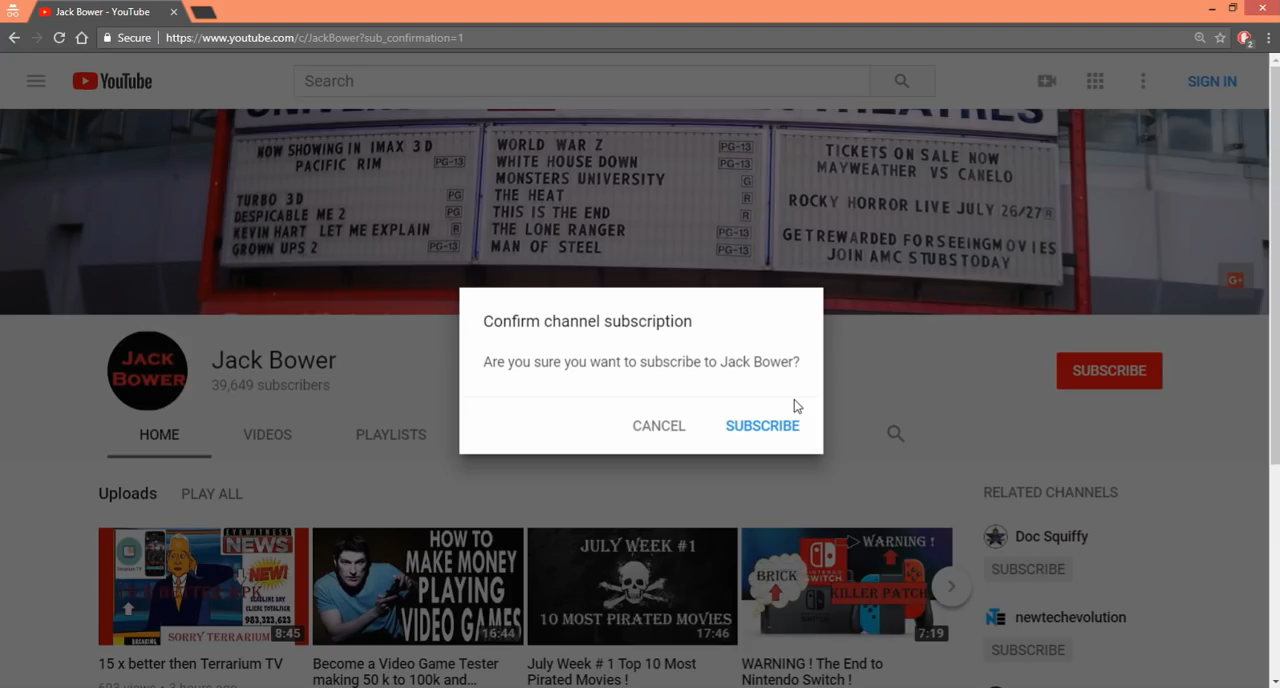 Jack Bower - YouTube
Secure
https://www.youtube.com/c/JackBower?sub_confirmation=1
2
YouTube
Search
SIGN IN
NOW SHOWING IN IMAX 3D
PACIFIC RIM PG-13
TURBO 3D PG
DESPICABLE ME 2 PG
KEVIN HART LET ME EXPLAIN R
GROWN UPS 2 PG-13
WORLD WAR Z PG-13
WHITE HOUSE DOWN PG-13
MONSTERS UNIVERSITY G
THE HEAT R
THIS IS THE END R
THE LONE RANGER PG-13
MAN OF STEEL PG-13
TICKETS ON SALE NOW
MAYWEATHER VS CANELO
ROCKY HORROR LIVE JULY 26/27 R
GET REWARDED FOR SEEING MOVIES
JOIN AMC STUBS TODAY
G+
Confirm channel subscription
Are you sure you want to subscribe to Jack Bower?
CANCEL
SUBSCRIBE
JACK
BOWER
Jack Bower
39,649 subscribers
SUBSCRIBE
HOME
VIDEOS
PLAYLISTS
Uploads
PLAY ALL
RELATED CHANNELS
Doc Squiffy
SUBSCRIBE
newtechevolution
SUBSCRIBE
EYEWITNESS
NEWS
NEW!
SORRY TERRARIUM
8:45
HOW TO
MAKE MONEY
PLAYING
VIDEO GAMES
16:44
JULY WEEK #1
10 MOST PIRATED MOVIES
17:46
WARNING !
BRICK
KILLER PATCH
7:19
15 x better then Terrarium TV
Become a Video Game Tester
making 50 k to 100k and...
July Week # 1 Top 10 Most
Pirated Movies !
WARNING ! The End to
Nintendo Switch !